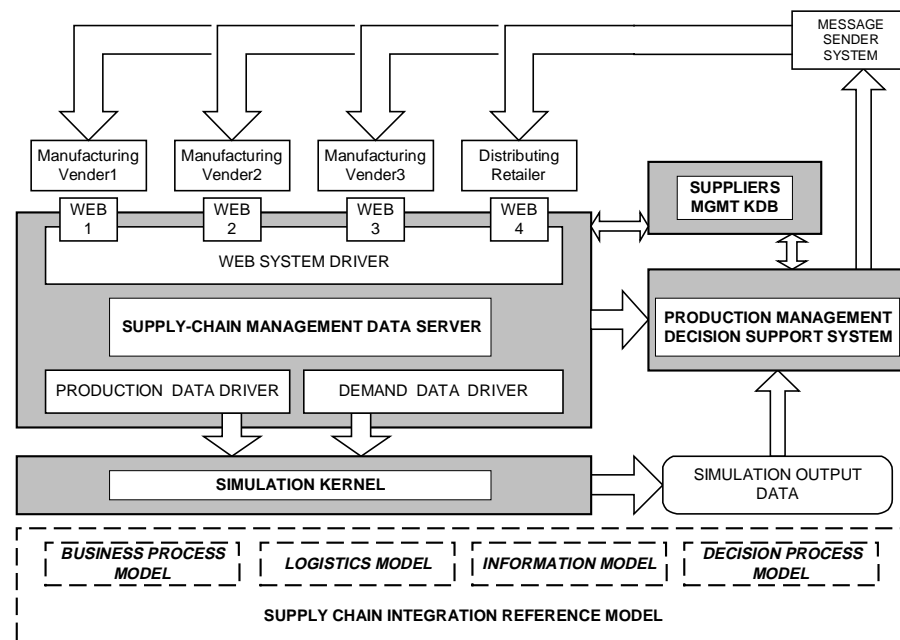 MESSAGE
SENDER
SYSTEM
Manufacturing
Vender1
Manufacturing
Vender2
Manufacturing
Vender3
Distributing
Retailer
SUPPLIERS
MGMT KDB
WEB
1
WEB
2
WEB
3
WEB
4
WEB SYSTEM DRIVER
SUPPLY-CHAIN MANAGEMENT DATA SERVER
PRODUCTION MANAGEMENT
DECISION SUPPORT SYSTEM
PRODUCTION DATA DRIVER
DEMAND DATA DRIVER
SIMULATION KERNEL
SIMULATION OUTPUT
DATA
BUSINESS PROCESS
MODEL
LOGISTICS MODEL
INFORMATION MODEL
DECISION PROCESS
MODEL
SUPPLY CHAIN INTEGRATION REFERENCE MODEL